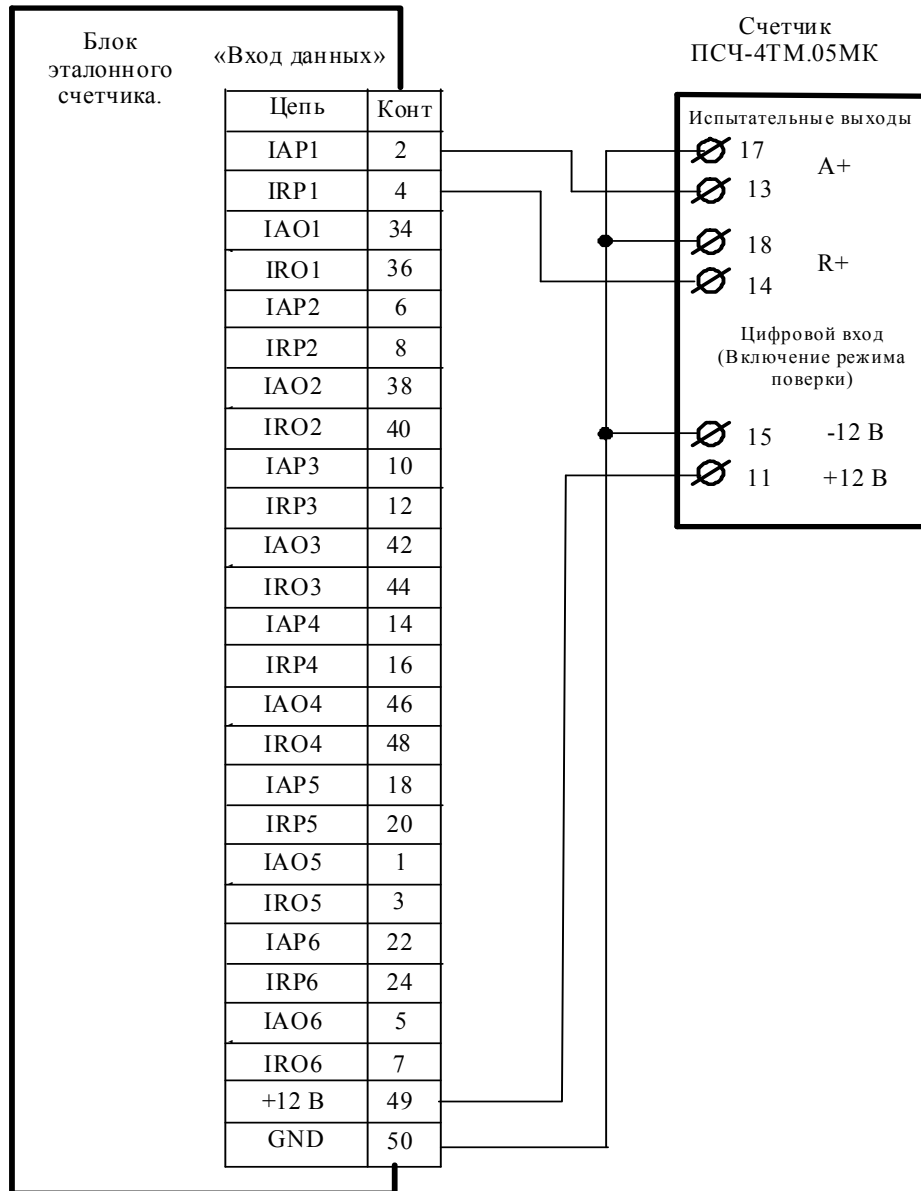 Блок
эталонного
счетчика.
«Вход данных»
Цепь Конт
IAP1 2
IRP1 4
IAO1 34
IRO1 36
IAP2 6
IRP2 8
IAO2 38
IRO2 40
IAP3 10
IRP3 12
IAO3 42
IRO3 44
IAP4 14
IRP4 16
IAO4 46
IRO4 48
IAP5 18
IRP5 20
IAO5 1
IRO5 3
IAP6 22
IRP6 24
IAO6 5
IRO6 7
+12 В 49
GND 50
Счетчик
ПСЧ-4ТМ.05МК
Испытательные выходы
17
A+
13
18
R+
14
Цифровой вход
(Включение режима
поверки)
15 -12 В
11 +12 В